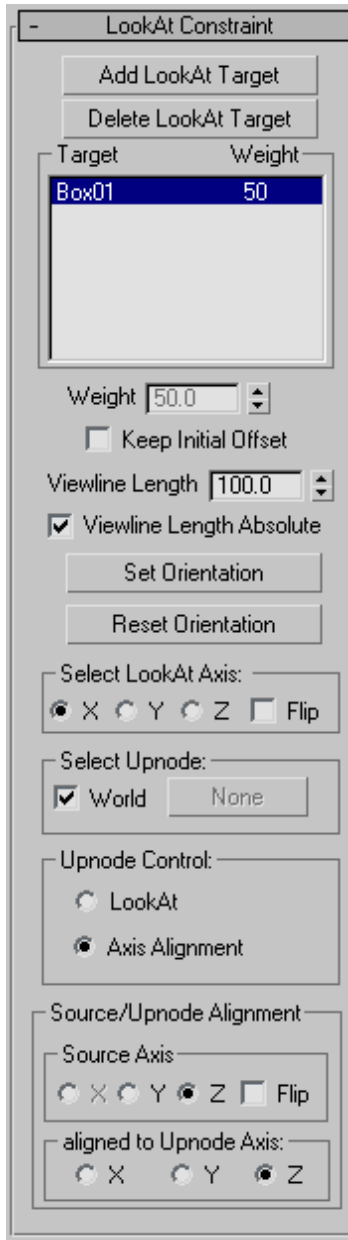 - LookAt Constraint
Add LookAt Target
Delete LookAt Target
Target Weight
Box01 50
Weight 50.0
Keep Initial Offset
Viewline Length 100.0
Viewline Length Absolute
Set Orientation
Reset Orientation
Select LookAt Axis:
X Y Z Flip
Select Upnode:
World None
Upnode Control:
LookAt
Axis Alignment
Source/Upnode Alignment
Source Axis
X Y Z Flip
aligned to Upnode Axis:
X Y Z